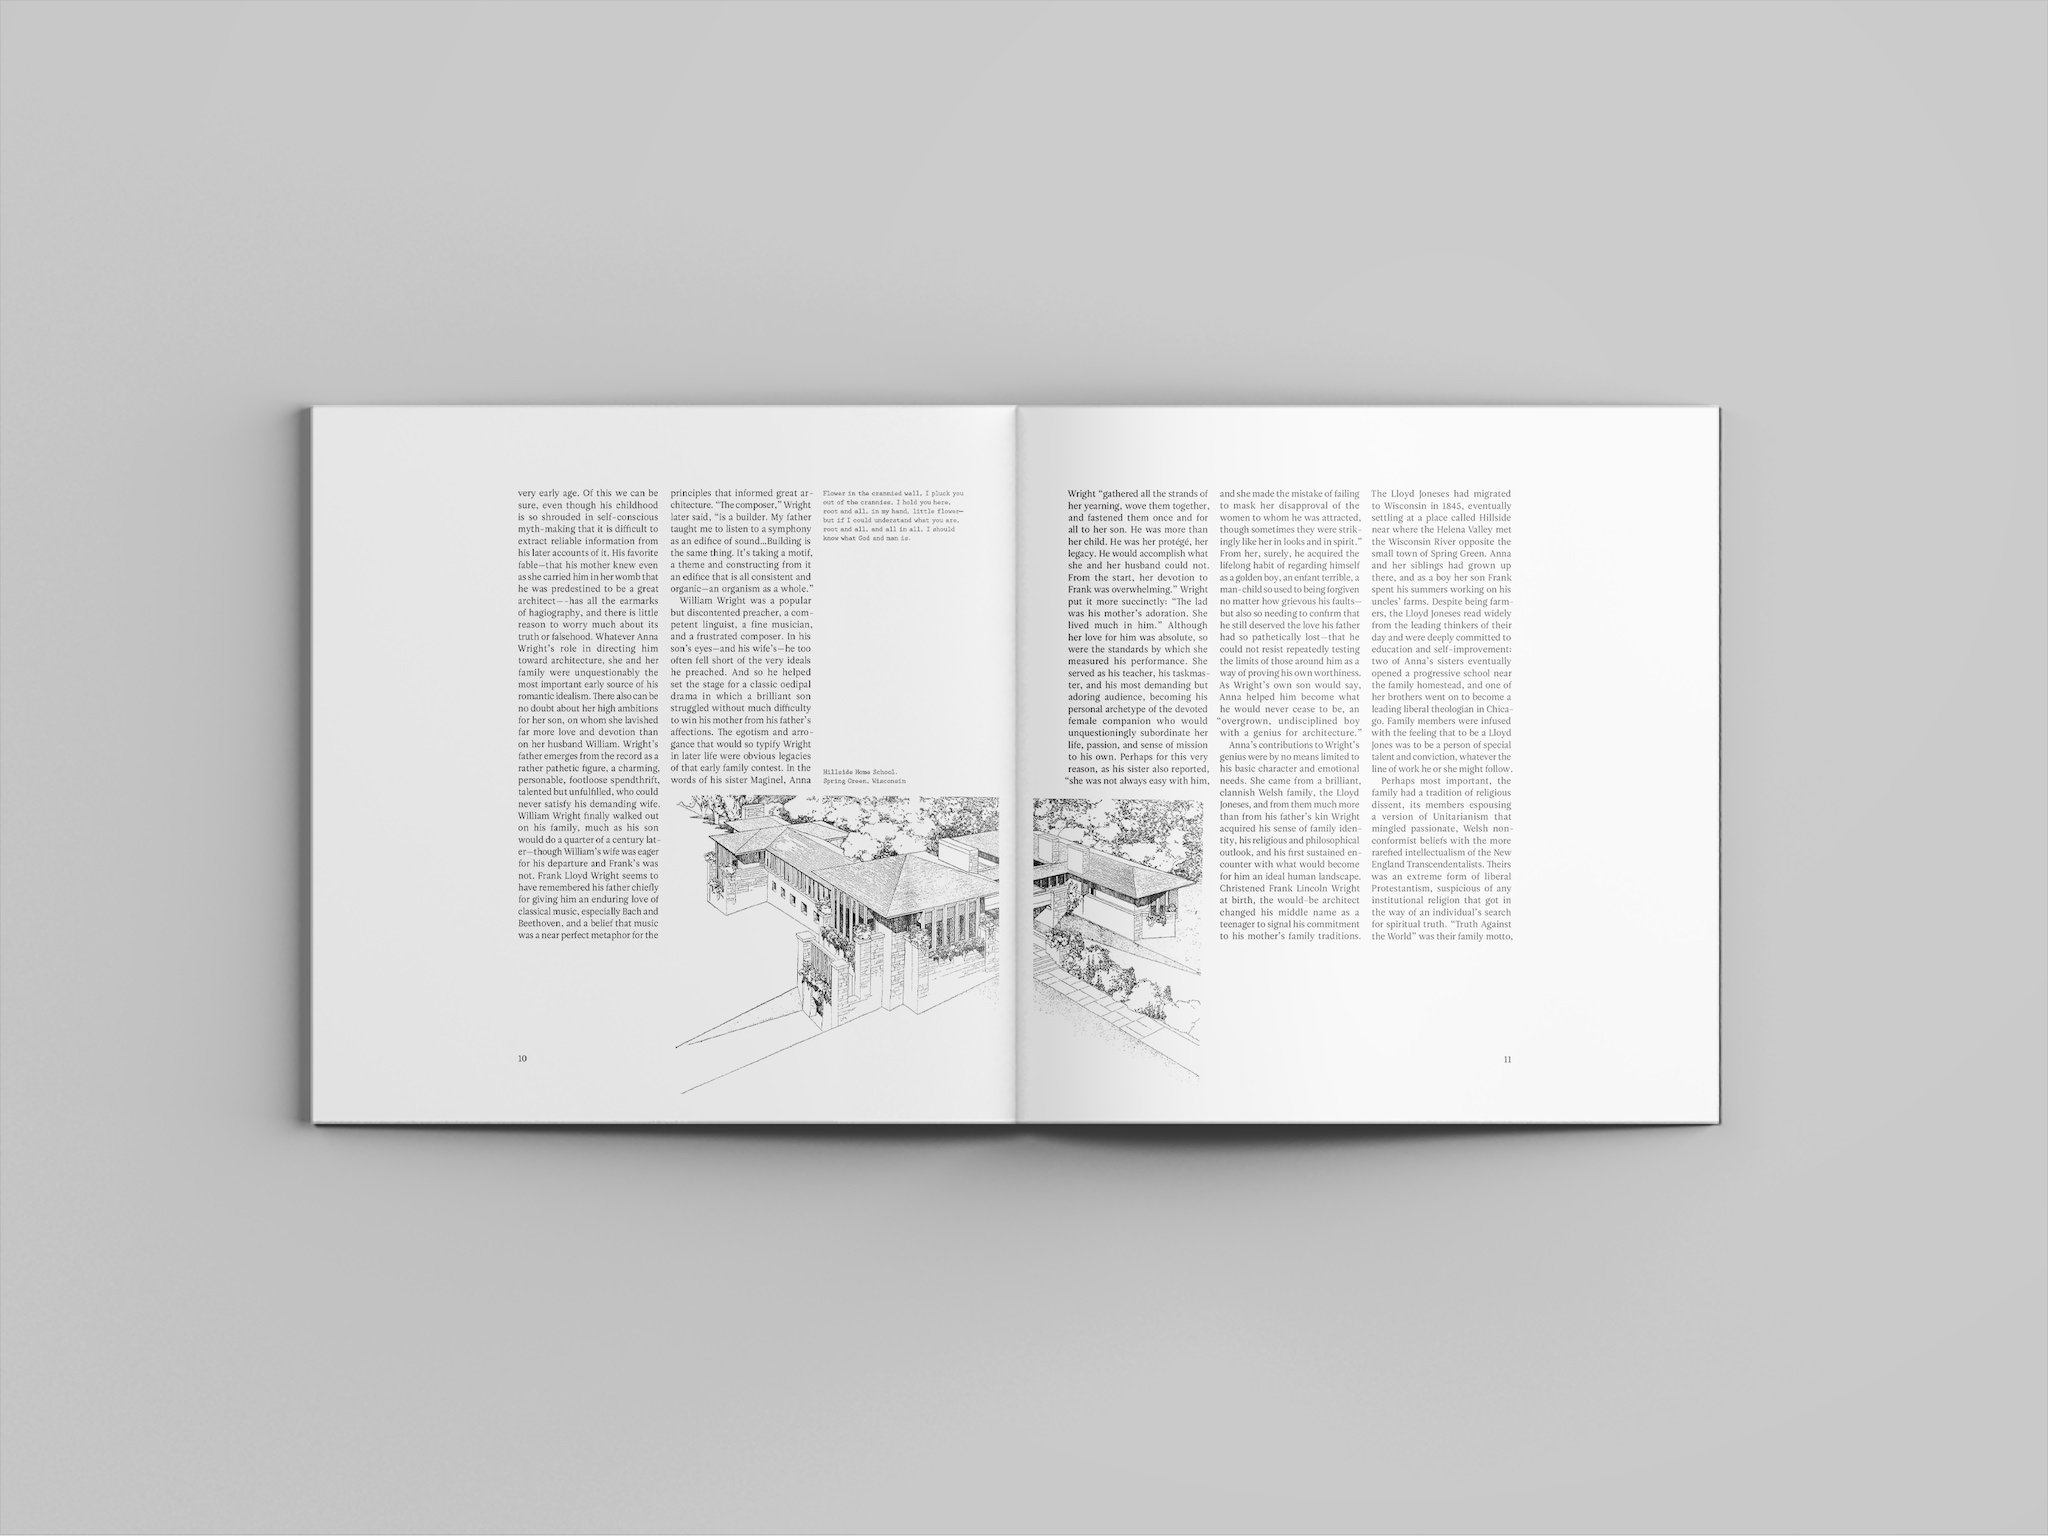 very early age. Of this we can be
sure, even though his childhood
is so shrouded in self-conscious
myth-making that it is difficult to
extract reliable information from
his later accounts of it. His favorite
fable—that his mother knew even
as she carried him in her womb that
he was predestined to be a great
architect--has all the earmarks
of hagiography, and there is little
reason to worry much about its
truth or falsehood. Whatever Anna
Wright's role in directing him
toward architecture, she and her
family were unquestionably the
most important early source of his
romantic idealism. There also can be
no doubt about her high ambitions
for her son, on whom she lavished
far more love and devotion than
on her husband William. Wright's
father emerges from the record as a
rather pathetic figure, a charming,
personable, footloose spendthrift,
talented but unfulfilled, who could
never satisfy his demanding wife.
William Wright finally walked out
on his family, much as his son
would do a quarter of a century lat-
er—though William's wife was eager
for his departure and Frank's was
not. Frank Lloyd Wright seems to
have remembered his father chiefly
for giving him an enduring love of
classical music, especially Bach and
Beethoven, and a belief that music
was a near perfect metaphor for the
principles that informed great ar-
chitecture. “The composer,” Wright
later said, “is a builder. My father
taught me to listen to a symphony
as an edifice of sound...Building is
the same thing. It's taking a motif,
a theme and constructing from it
an edifice that is all consistent and
organic—an organism as a whole.”
William Wright was a popular
but discontented preacher, a com-
petent linguist, a fine musician,
and a frustrated composer. In his
son's eyes—and his wife's—he too
often fell short of the very ideals
he preached. And so he helped
set the stage for a classic oedipal
drama in which a brilliant son
struggled without much difficulty
to win his mother from his father's
affections. The egotism and arro-
gance that would so typify Wright
in later life were obvious legacies
of that early family contest. In the
words of his sister Maginel, Anna
Flower in the crannied wall, I pluck you
out of the crannies, I hold you here,
root and all, in my hand, little flower—
but if I could understand what you are,
root and all, and all in all, I should
know what God and man is.
Hillside Home School,
Spring Green, Wisconsin
10
Wright “gathered all the strands of
her yearning, wove them together,
and fastened them once and for
all to her son. He was more than
her child. He was her protégé, her
legacy. He would accomplish what
she and her husband could not.
From the start, her devotion to
Frank was overwhelming.” Wright
put it more succinctly: “The lad
was his mother's adoration. She
lived much in him.” Although
her love for him was absolute, so
were the standards by which she
measured his performance. She
served as his teacher, his taskmas-
ter, and his most demanding but
adoring audience, becoming his
personal archetype of the devoted
female companion who would
unquestioningly subordinate her
life, passion, and sense of mission
to his own. Perhaps for this very
reason, as his sister also reported,
“she was not always easy with him,
and she made the mistake of failing
to mask her disapproval of the
women to whom he was attracted,
though sometimes they were strik-
ingly like her in looks and in spirit.”
From her, surely, he acquired the
lifelong habit of regarding himself
as a golden boy, an enfant terrible, a
man-child so used to being forgiven
no matter how grievous his faults—
but also so needing to confirm that
he still deserved the love his father
had so pathetically lost—that he
could not resist repeatedly testing
the limits of those around him as a
way of proving his own worthiness.
As Wright's own son would say,
Anna helped him become what
he would never cease to be, an
“overgrown, undisciplined boy
with a genius for architecture.”
Anna's contributions to Wright's
genius were by no means limited to
his basic character and emotional
needs. She came from a brilliant,
clannish Welsh family, the Lloyd
Joneses, and from them much more
than from his father's kin Wright
acquired his sense of family iden-
tity, his religious and philosophical
outlook, and his first sustained en-
counter with what would become
for him an ideal human landscape.
Christened Frank Lincoln Wright
at birth, the would-be architect
changed his middle name as a
teenager to signal his commitment
to his mother's family traditions.
The Lloyd Joneses had migrated
to Wisconsin in 1845, eventually
settling at a place called Hillside
near where the Helena Valley met
the Wisconsin River opposite the
small town of Spring Green. Anna
and her siblings had grown up
there, and as a boy her son Frank
spent his summers working on his
uncles' farms. Despite being farm-
ers, the Lloyd Joneses read widely
from the leading thinkers of their
day and were deeply committed to
education and self-improvement:
two of Anna's sisters eventually
opened a progressive school near
the family homestead, and one of
her brothers went on to become a
leading liberal theologian in Chica-
go. Family members were infused
with the feeling that to be a Lloyd
Jones was to be a person of special
talent and conviction, whatever the
line of work he or she might follow.
Perhaps most important, the
family had a tradition of religious
dissent, its members espousing
a version of Unitarianism that
mingled passionate, Welsh non-
conformist beliefs with the more
rarefied intellectualism of the New
England Transcendentalists. Theirs
was an extreme form of liberal
Protestantism, suspicious of any
institutional religion that got in
the way of an individual's search
for spiritual truth. “Truth Against
the World” was their family motto,
11